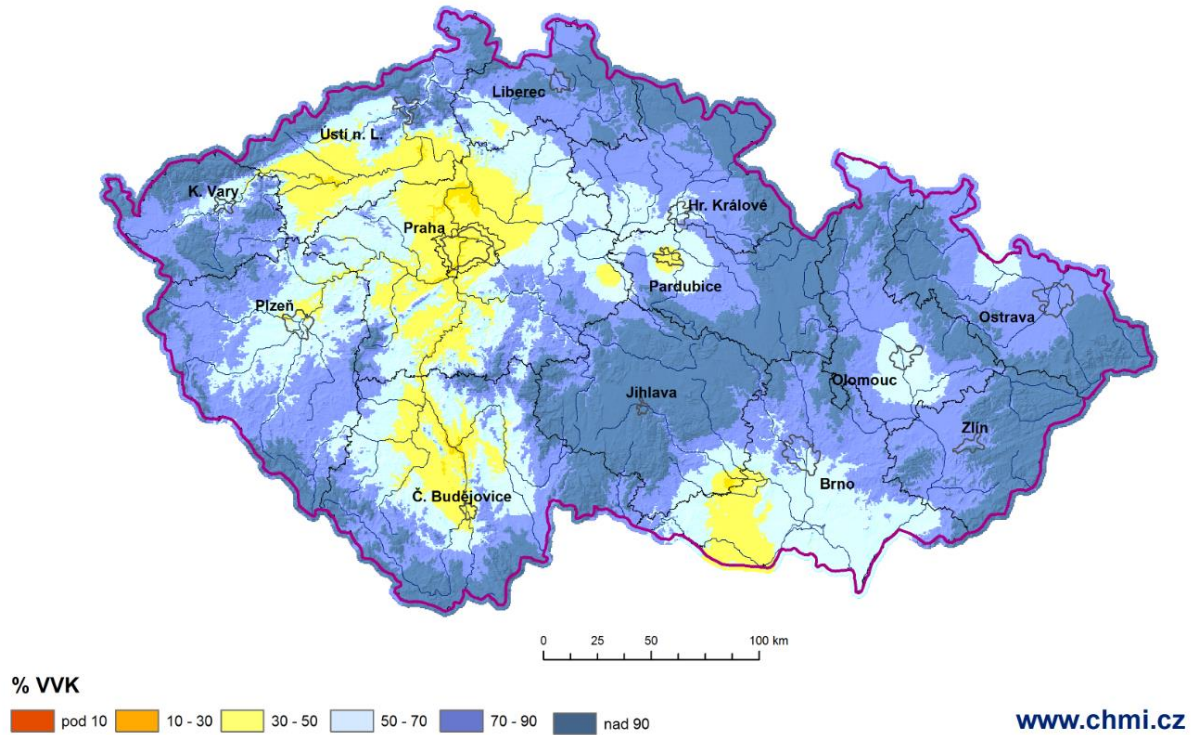 Liberec
Ústí n. L.
K. Vary
Praha
Hr. Králové
Pardubice
Plzeň
Ostrava
Olomouc
Jihlava
Zlín
Brno
Č. Budějovice
0 25 50 100 km
% VVK
pod 10 10 - 30 30 - 50 50 - 70 70 - 90 nad 90
www.chmi.cz